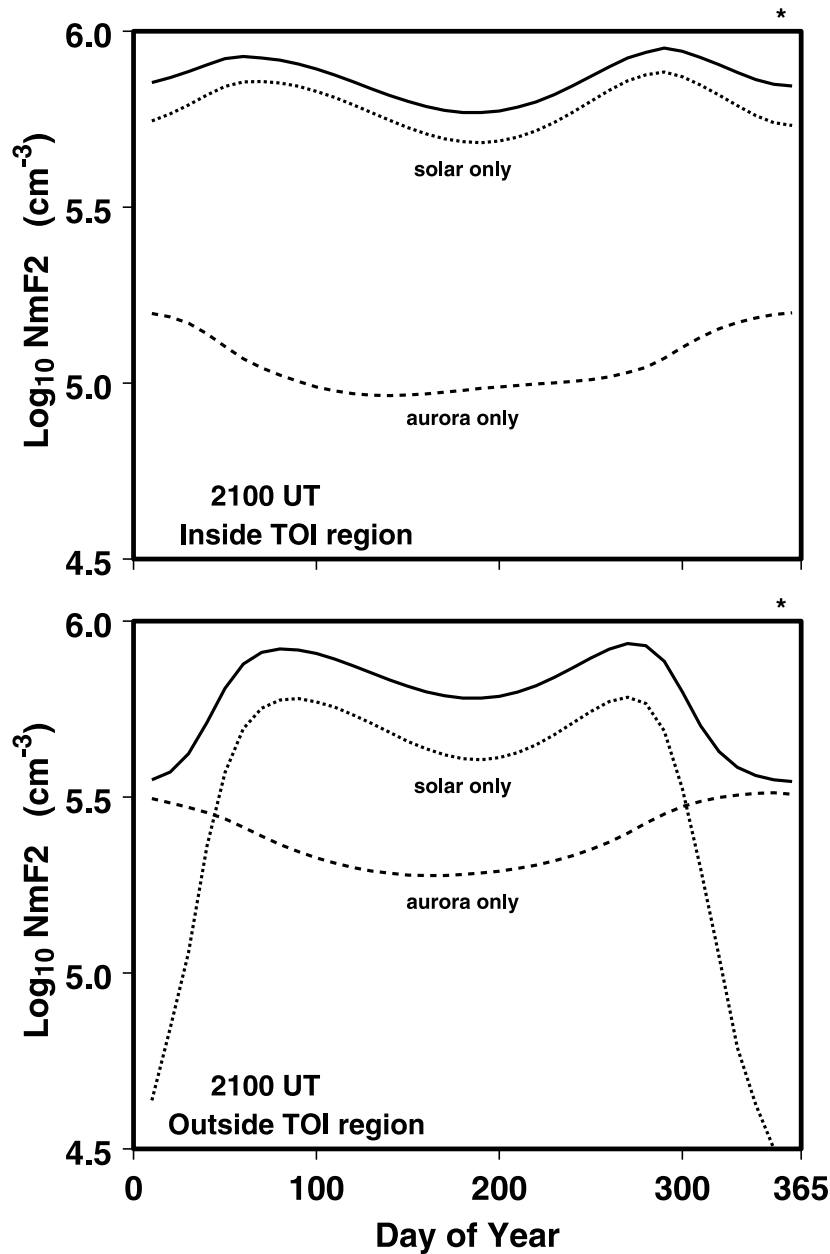 *
6.0
5.5
5.0
4.5
Log10 NmF2 (cm-3)
solar only
aurora only
2100 UT
Inside TOI region
*
6.0
5.5
5.0
4.5
Log10 NmF2 (cm-3)
solar only
aurora only
2100 UT
Outside TOI region
0 100 200 300 365
Day of Year